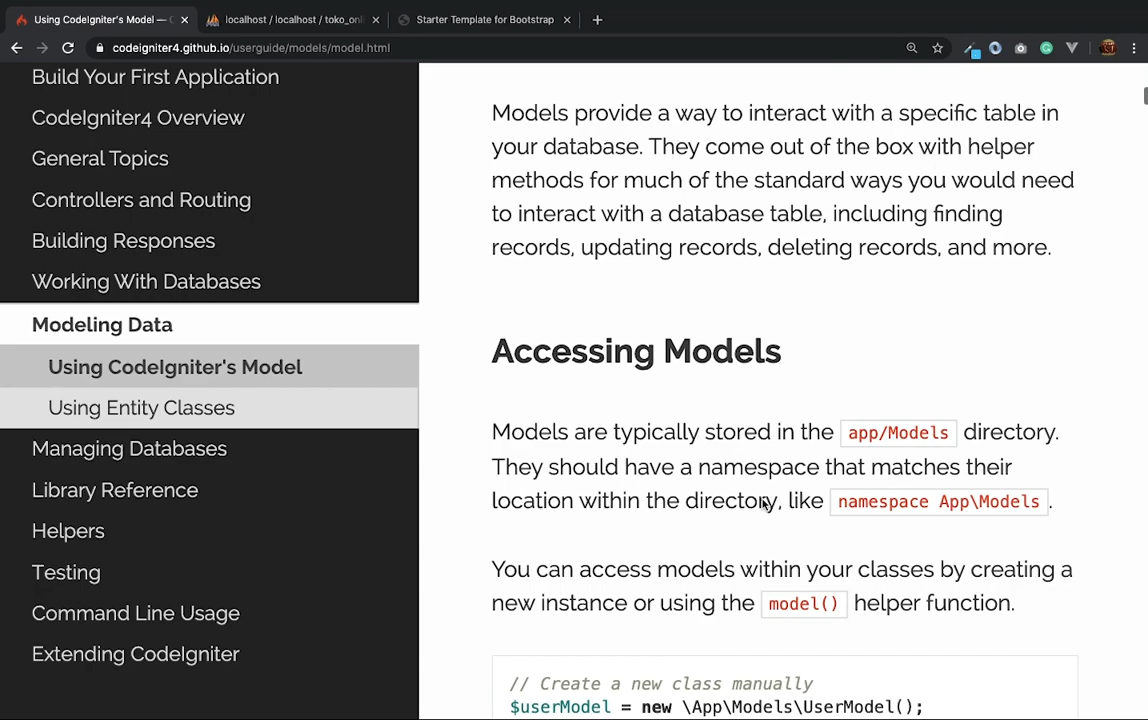 Using CodeIgniter's Model —
localhost / localhost / toko_onl
Starter Template for Bootstrap
codeigniter4.github.io/userguide/models/model.html
Build Your First Application
CodeIgniter4 Overview
General Topics
Controllers and Routing
Building Responses
Working With Databases
Modeling Data
Using CodeIgniter's Model
Using Entity Classes
Managing Databases
Library Reference
Helpers
Testing
Command Line Usage
Extending CodeIgniter
Models provide a way to interact with a specific table in
your database. They come out of the box with helper
methods for much of the standard ways you would need
to interact with a database table, including finding
records, updating records, deleting records, and more.
Accessing Models
Models are typically stored in the app/Models directory.
They should have a namespace that matches their
location within the directory, like namespace App\Models.
You can access models within your classes by creating a
new instance or using the model() helper function.
// Create a new class manually
$userModel = new \App\Models\UserModel();